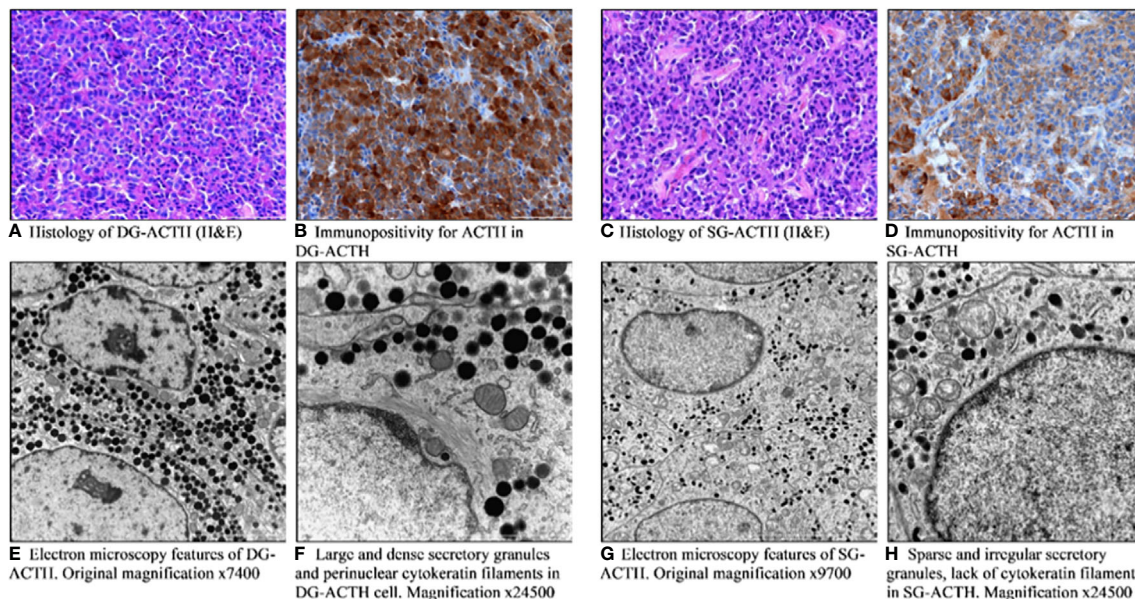 A Histology of DG-ACTH (H&E)
B Immunopositivity for ACTH in
DG-ACTH
C Histology of SG-ACTH (H&E)
D Immunopositivity for ACTH in
SG-ACTH
E Electron microscopy features of DG-
ACTH. Original magnification x7400
F Large and dense secretory granules
and perinuclear cytokeratin filaments in
DG-ACTH cell. Magnification x24500
G Electron microscopy features of SG-
ACTH. Original magnification x9700
H Sparse and irregular secretory
granules, lack of cytokeratin filament
in SG-ACTH. Magnification x24500